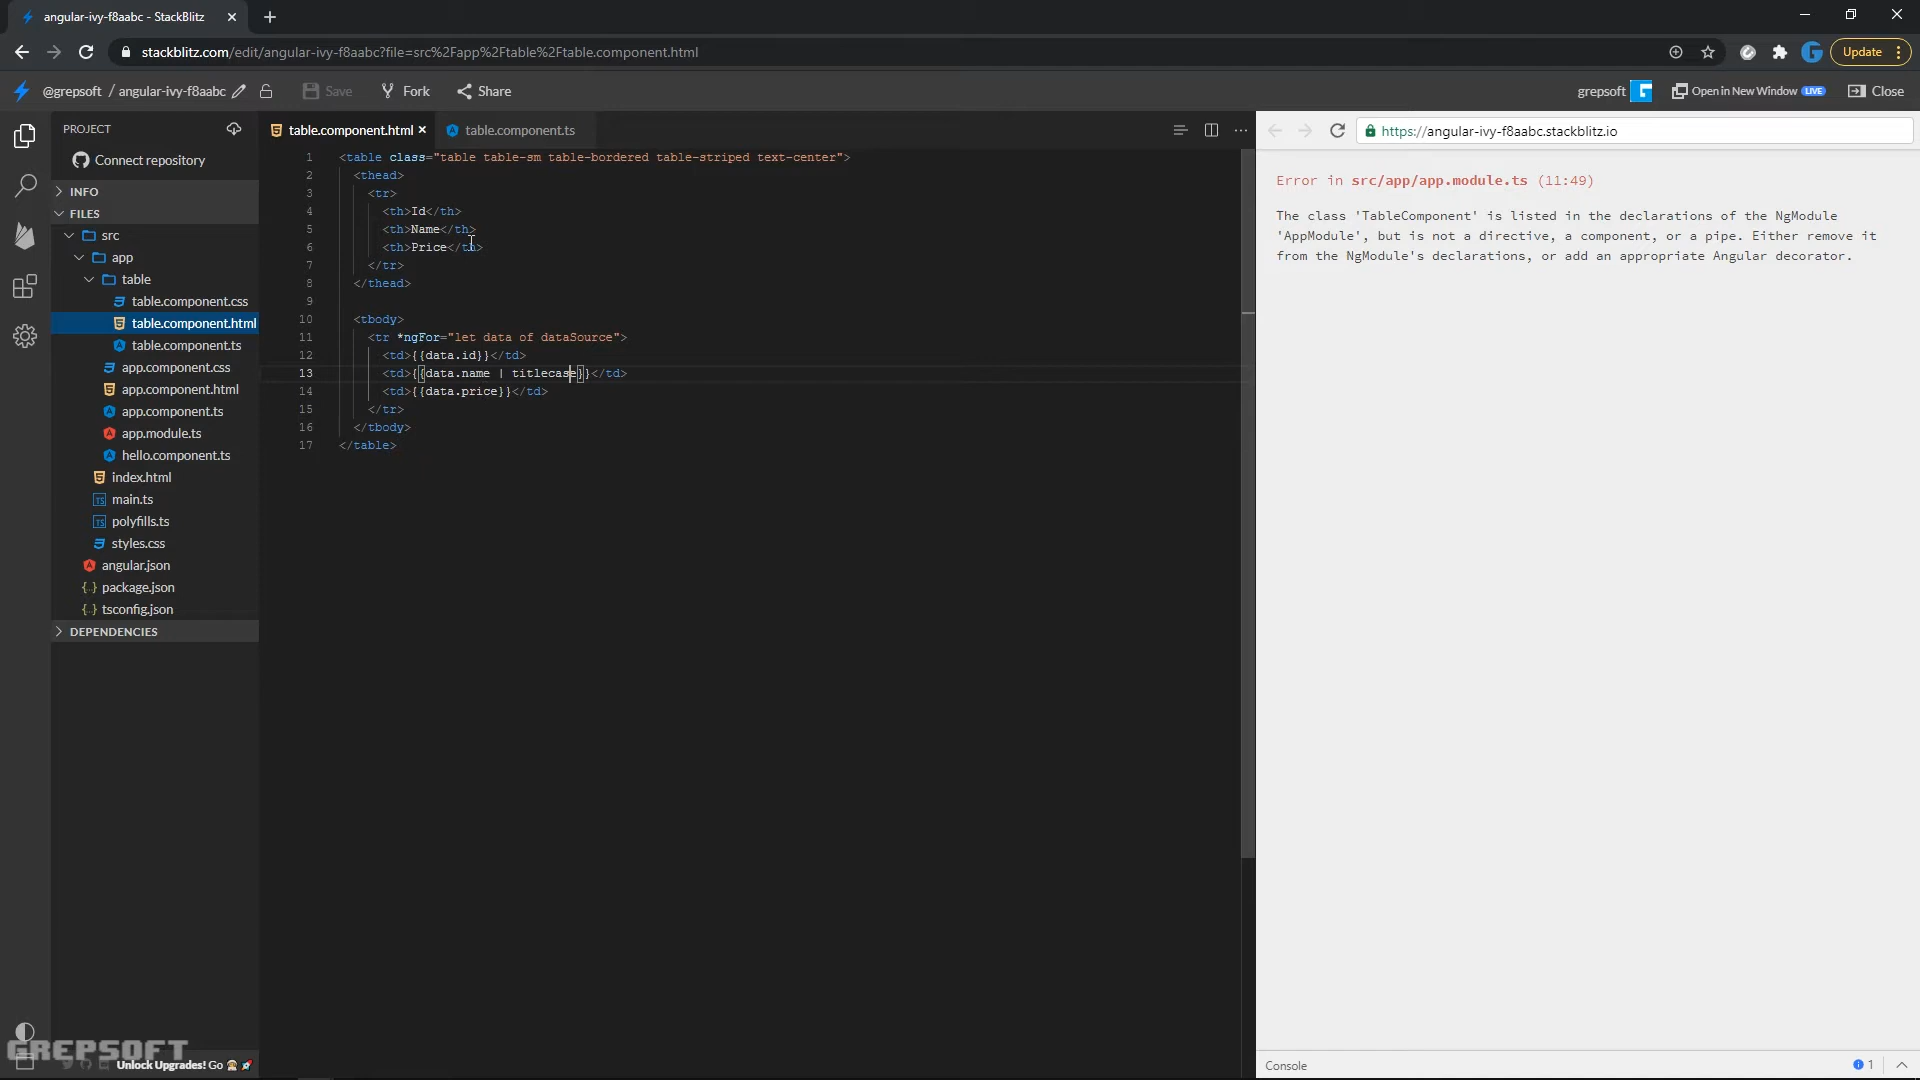 angular-ivy-f8aabc - StackBlitz
stackblitz.com/edit/angular-ivy-f8aabc?file=src%2Fapp%2Ftable%2Ftable.component.html
G
Update
@grepsoft / angular-ivy-f8aabc
Save
Fork
Share
grepsoft
Open in New Window LIVE
Close
PROJECT
Connect repository
INFO
FILES
src
app
table
table.component.css
table.component.html
table.component.ts
app.component.css
app.component.html
app.component.ts
app.module.ts
hello.component.ts
index.html
main.ts
polyfills.ts
styles.css
angular.json
package.json
tsconfig.json
DEPENDENCIES
GREPSOFT
Unlock Upgrades! Go
table.component.html
table.component.ts
1 <table class="table table-sm table-bordered table-striped text-center">
2 <thead>
3 <tr>
4 <th>Id</th>
5 <th>Name</th>
6 <th>Price</th>
7 </tr>
8 </thead>
9
10 <tbody>
11 <tr *ngFor="let data of dataSource">
12 <td>{{data.id}}</td>
13 <td>{{data.name | titlecase}}</td>
14 <td>{{data.price}}</td>
15 </tr>
16 </tbody>
17 </table>
https://angular-ivy-f8aabc.stackblitz.io
Error in src/app/app.module.ts (11:49)
The class 'TableComponent' is listed in the declarations of the NgModule
'AppModule', but is not a directive, a component, or a pipe. Either remove it
from the NgModule's declarations, or add an appropriate Angular decorator.
Console
1